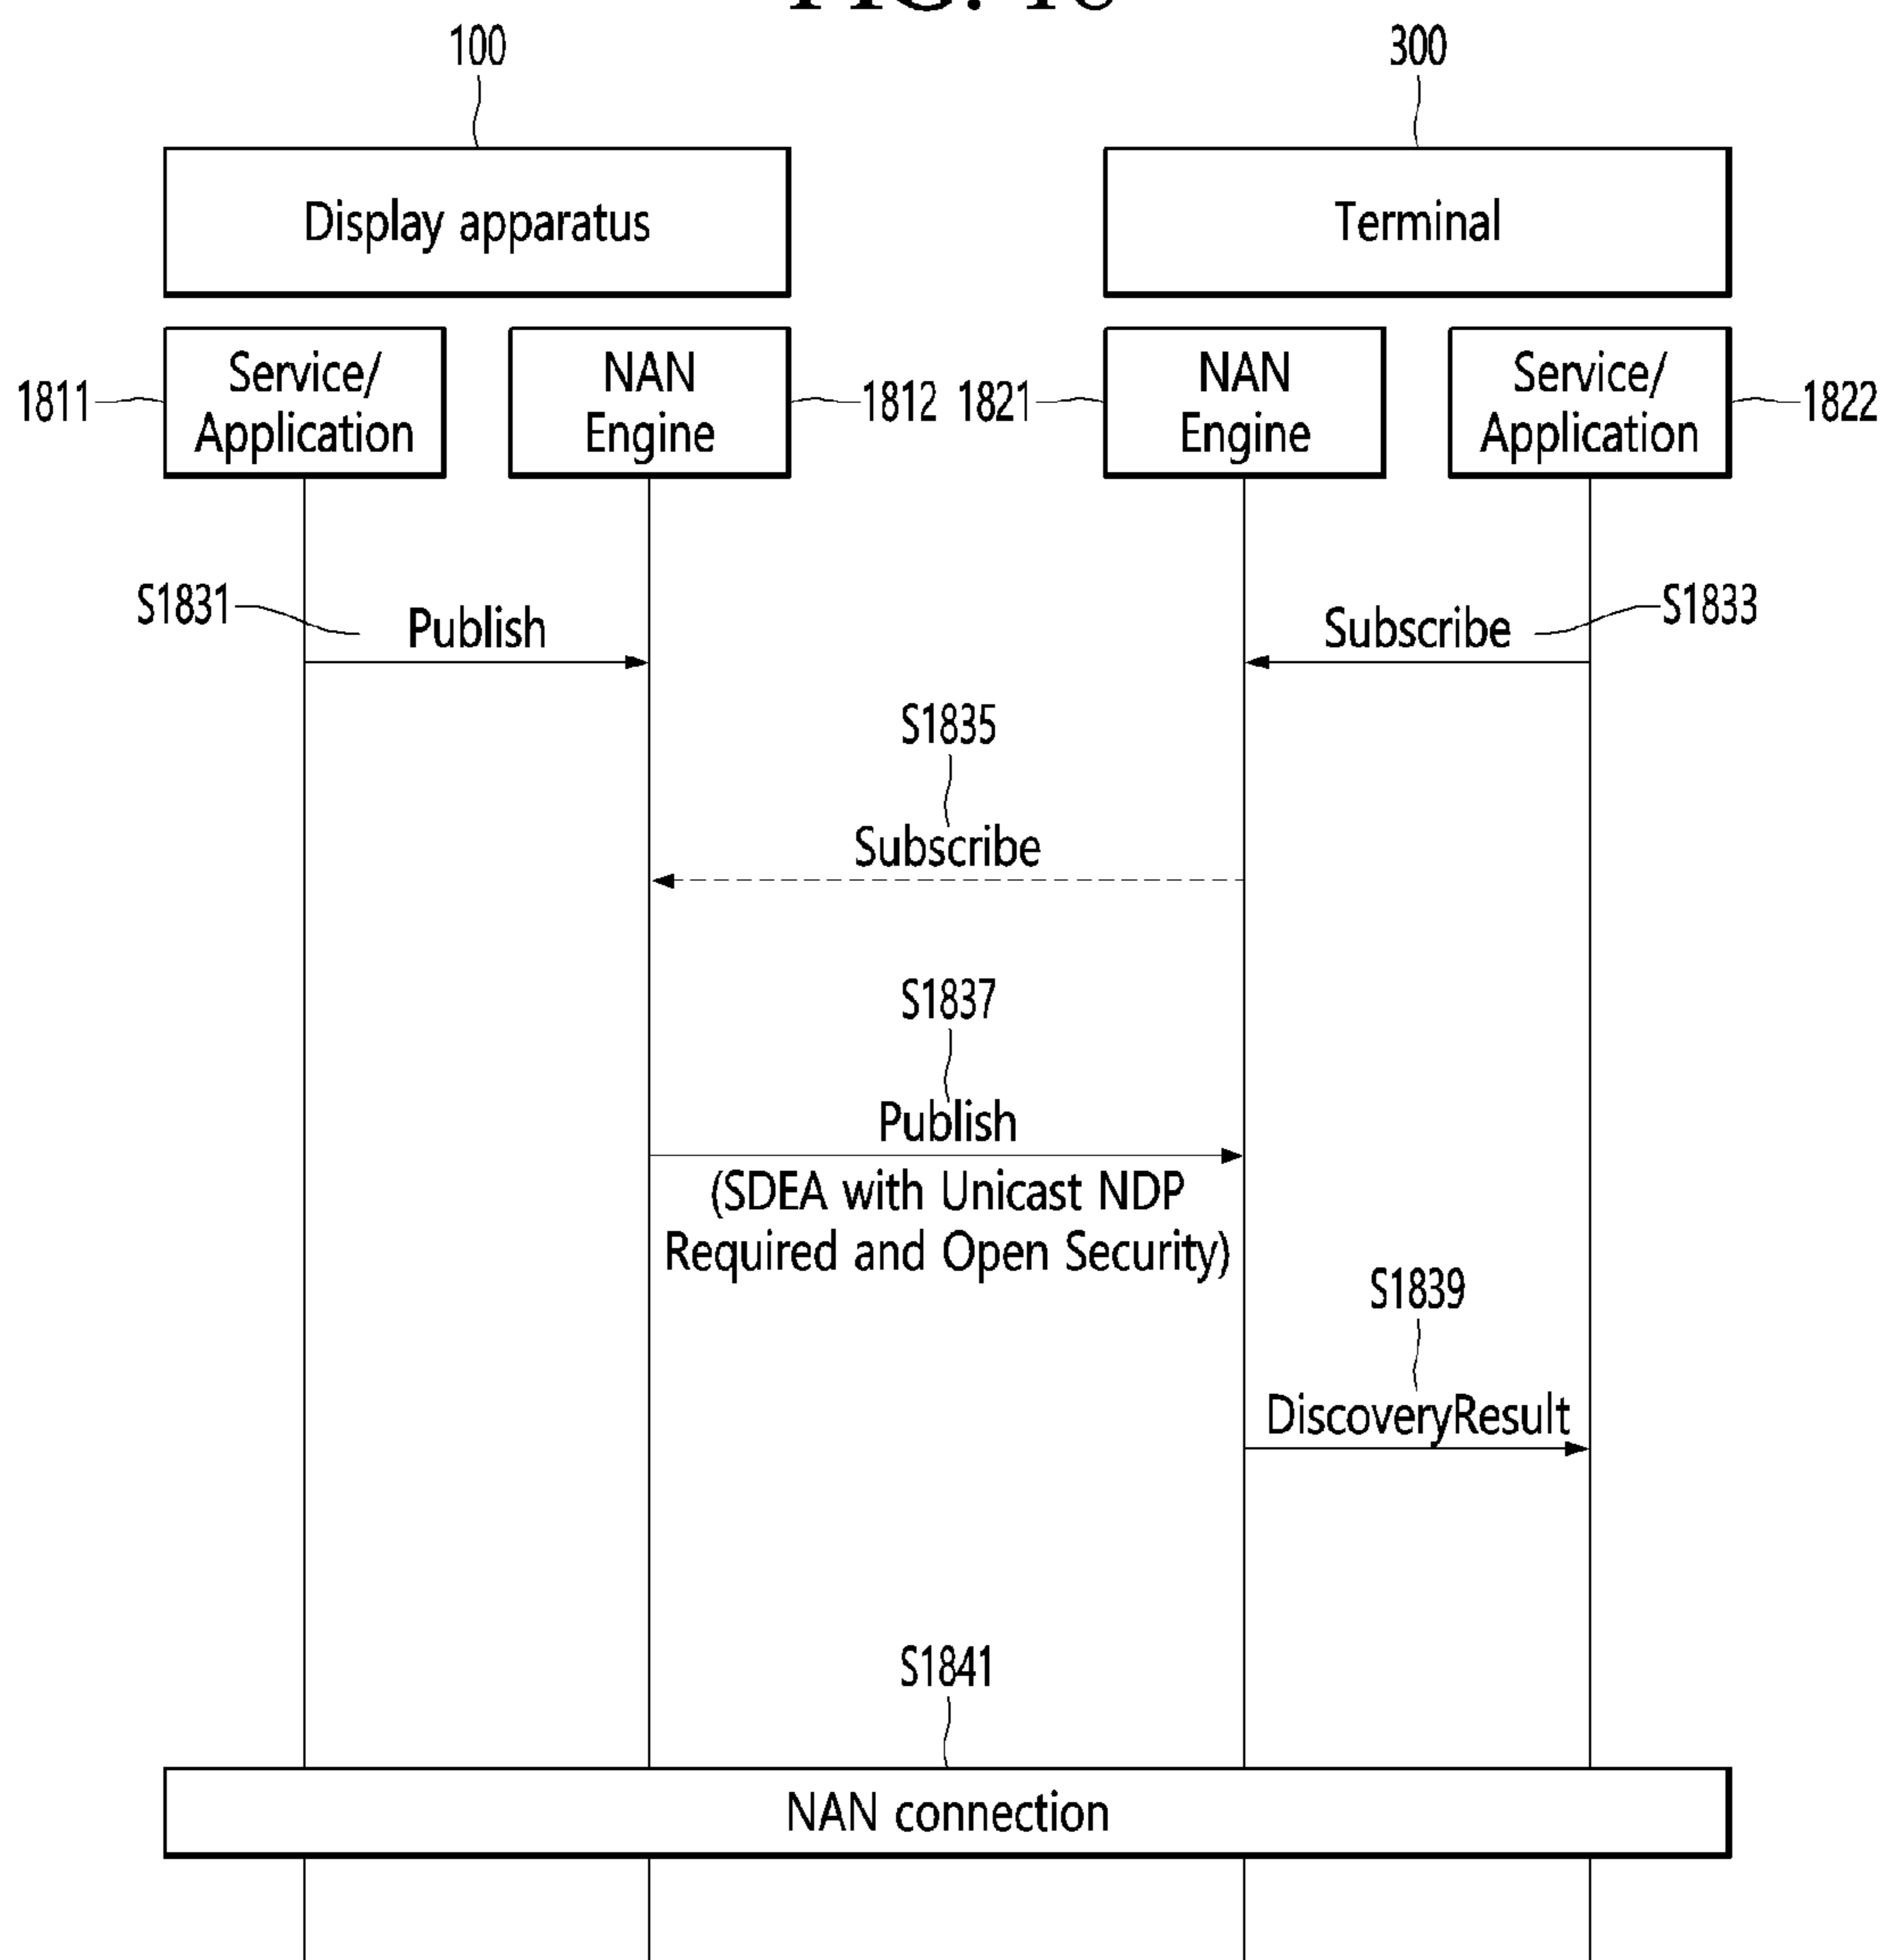 100
300
Display apparatus
Terminal
1811
Service/
Application
NAN
Engine
1812
1821
NAN
Engine
Service/
Application
1822
S1831
Publish
Subscribe
S1833
S1835
Subscribe
S1837
Publish
(SDEA with Unicast NDP
Required and Open Security)
S1839
DiscoveryResult
S1841
NAN connection